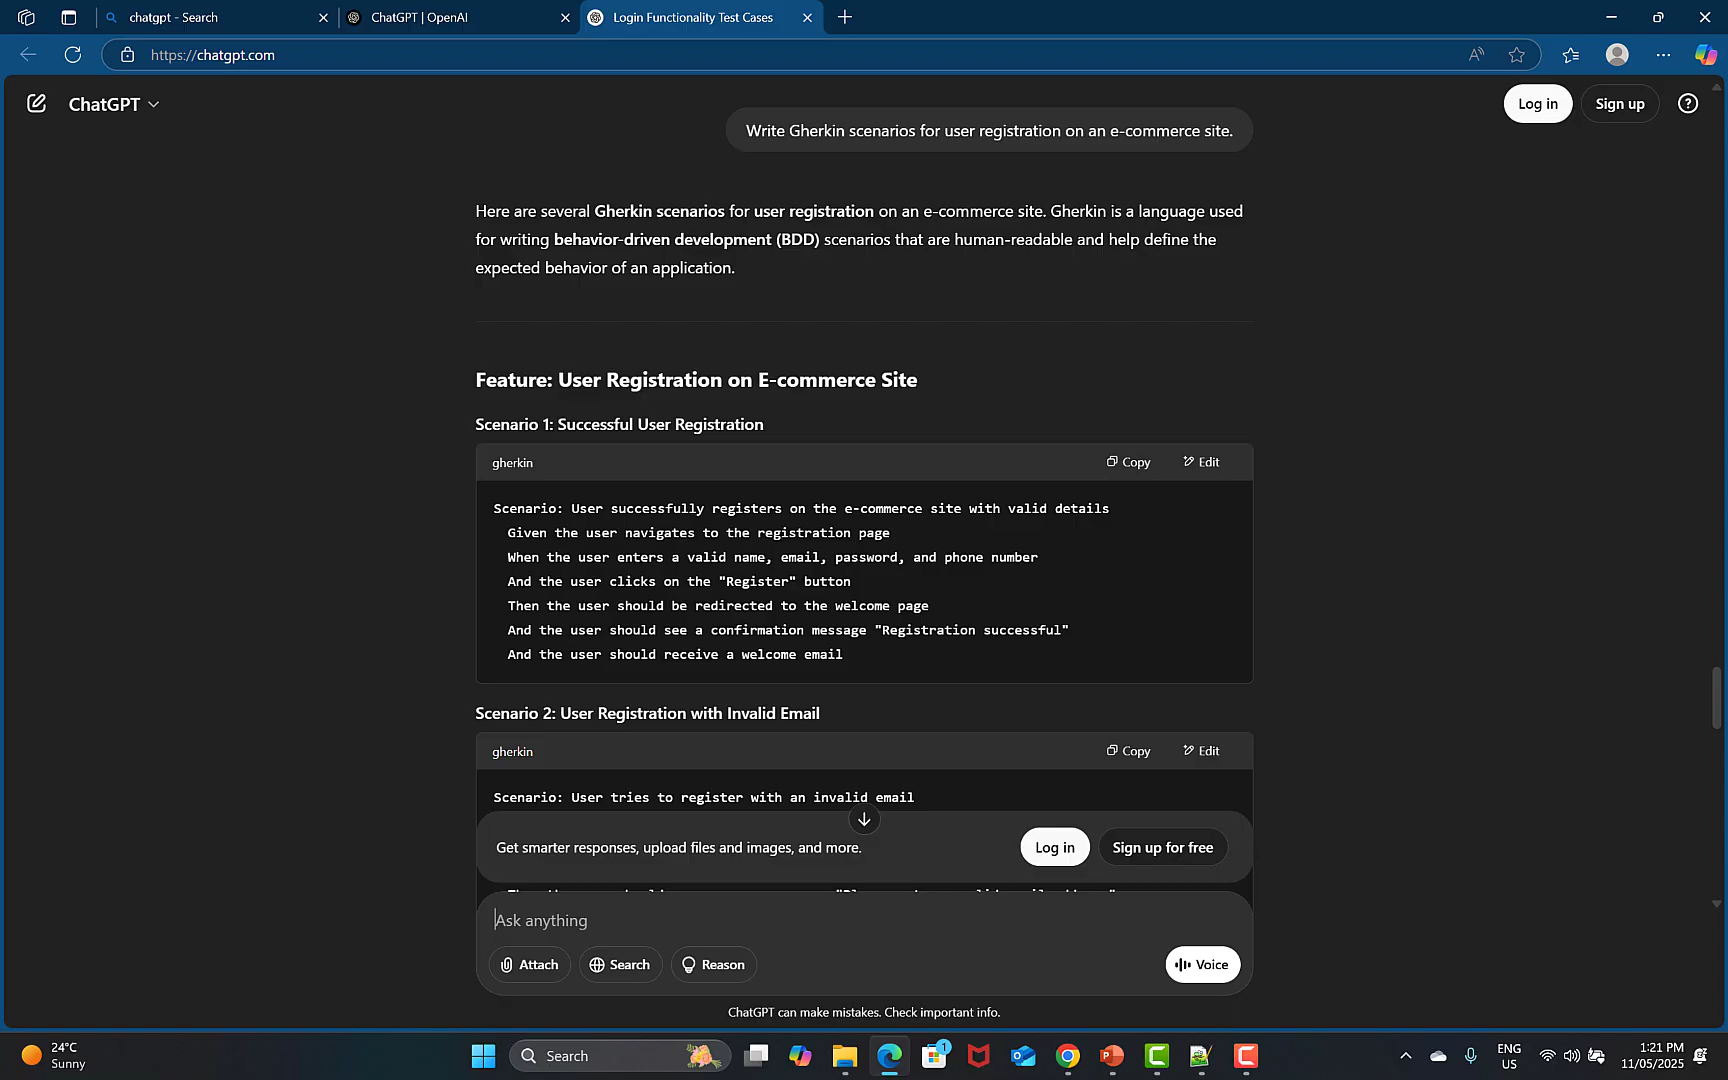 chatgpt - Search
ChatGPT | OpenAI
Login Functionality Test Cases
https://chatgpt.com
ChatGPT
Log in
Sign up
Write Gherkin scenarios for user registration on an e-commerce site.
Here are several Gherkin scenarios for user registration on an e-commerce site. Gherkin is a language used
for writing behavior-driven development (BDD) scenarios that are human-readable and help define the
expected behavior of an application.
Feature: User Registration on E-commerce Site
Scenario 1: Successful User Registration
gherkin
Copy
Edit
Scenario: User successfully registers on the e-commerce site with valid details
Given the user navigates to the registration page
When the user enters a valid name, email, password, and phone number
And the user clicks on the "Register" button
Then the user should be redirected to the welcome page
And the user should see a confirmation message "Registration successful"
And the user should receive a welcome email
Scenario 2: User Registration with Invalid Email
gherkin
Copy
Edit
Scenario: User tries to register with an invalid email
Get smarter responses, upload files and images, and more.
Log in
Sign up for free
Ask anything
Attach
Search
Reason
Voice
ChatGPT can make mistakes. Check important info.
24°C
Sunny
Search
1
ENG
US
1:21 PM
11/05/2025